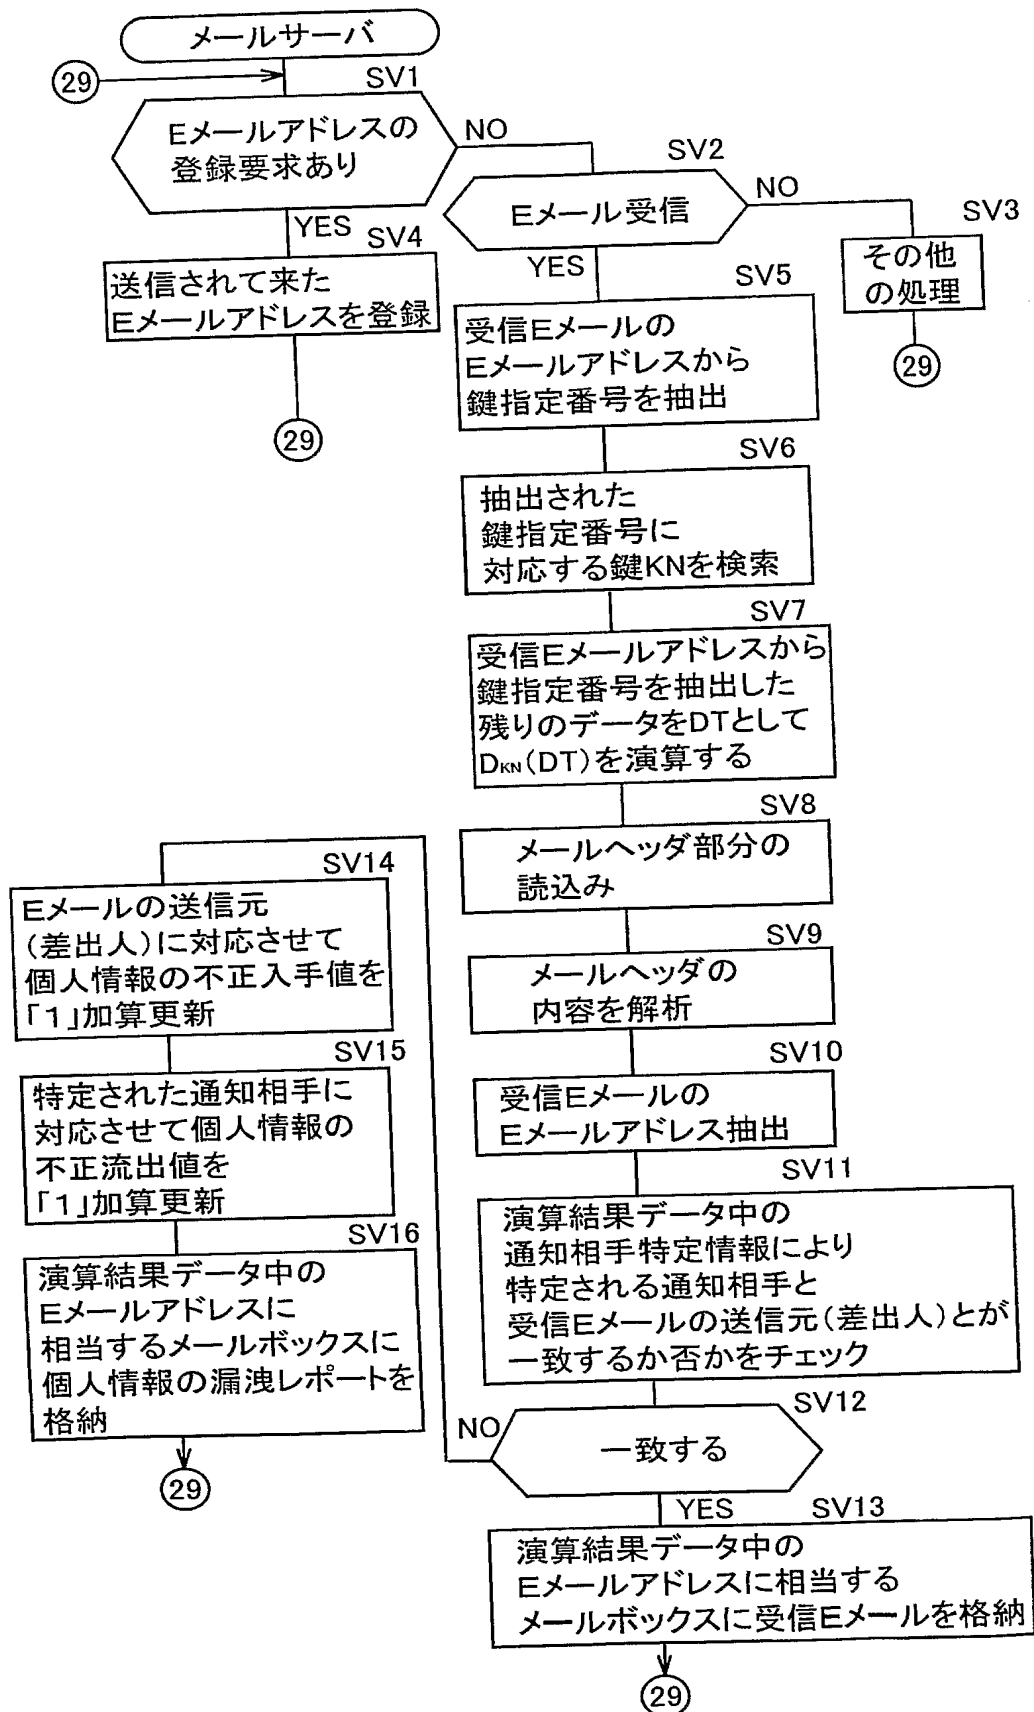 メールサーバ
29
SV1
Eメールアドレスの
登録要求あり
NO
SV2
Eメール受信
NO
SV3
その他
の処理
29
YES
SV4
送信されて来た
Eメールアドレスを登録
29
YES
SV5
受信Eメールの
Eメールアドレスから
鍵指定番号を抽出
SV6
抽出された
鍵指定番号に
対応する鍵KNを検索
SV7
受信Eメールアドレスから
鍵指定番号を抽出した
残りのデータをDTとして
DKN(DT)を演算する
SV8
メールヘッダ部分の
読込み
SV9
メールヘッダの
内容を解析
SV10
受信Eメールの
Eメールアドレス抽出
SV11
演算結果データ中の
通知相手特定情報により
特定される通知相手と
受信Eメールの送信元(差出人)とが
一致するか否かをチェック
SV12
一致する
NO
YES
SV13
演算結果データ中の
Eメールアドレスに相当する
メールボックスに受信Eメールを格納
29
SV14
Eメールの送信元
(差出人)に対応させて
個人情報の不正入手値を
「1」加算更新
SV15
特定された通知相手に
対応させて個人情報の
不正流出値を
「1」加算更新
SV16
演算結果データ中の
Eメールアドレスに
相当するメールボックスに
個人情報の漏洩レポートを
格納
29